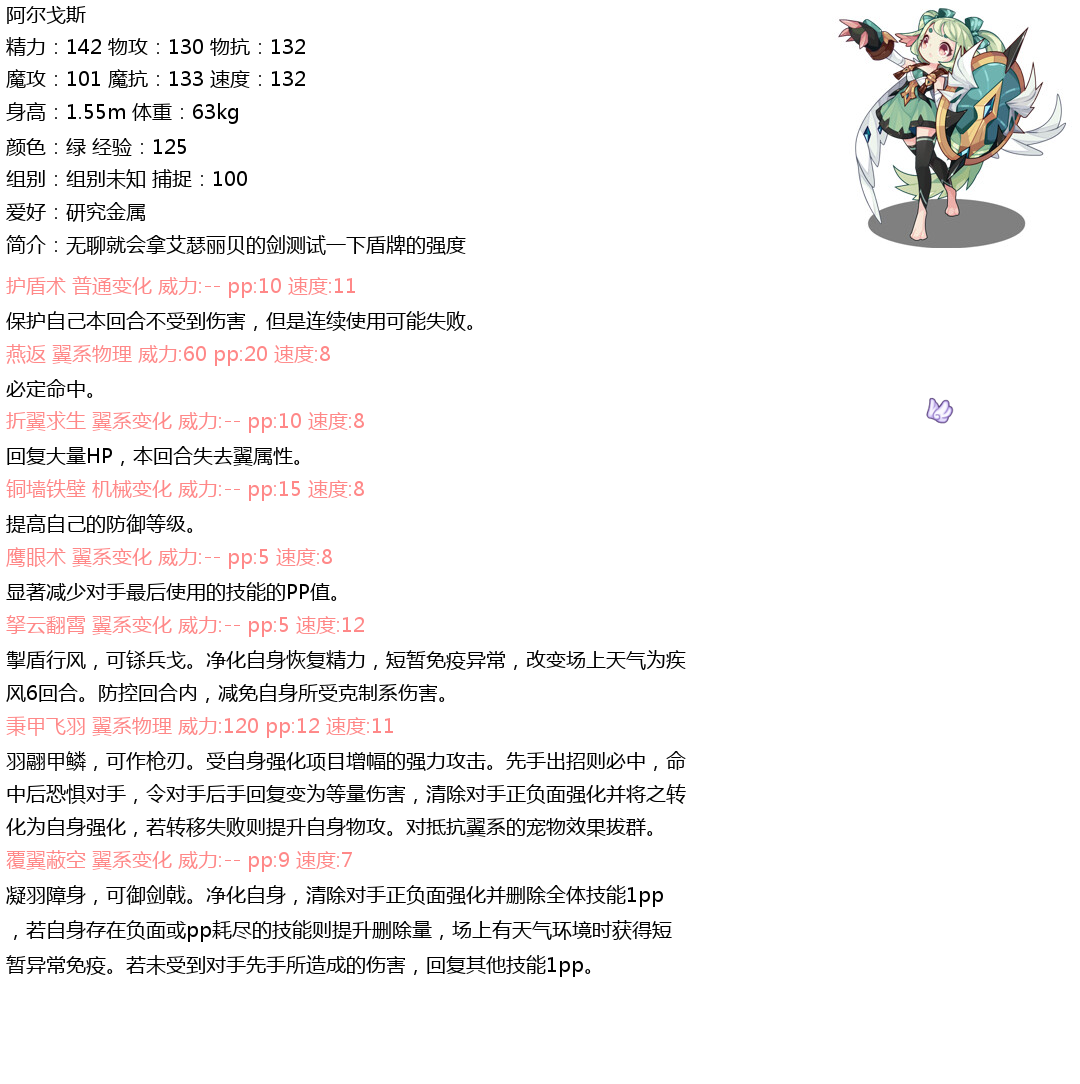 阿尔戈斯
精力：142 物攻：130 物抗：132
魔攻：101 魔抗：133 速度：132
身高：1.55m 体重：63kg
颜色：绿 经验：125
组别：组别未知 捕捉：100
爱好：研究金属
简介：无聊就会拿艾瑟丽贝的剑测试一下盾牌的强度
护盾术 普通变化 威力:-- pp:10 速度:11
保护自己本回合不受到伤害，但是连续使用可能失败。
燕返 翼系物理 威力:60 pp:20 速度:8
必定命中。
折翼求生 翼系变化 威力:-- pp:10 速度:8
回复大量HP，本回合失去翼属性。
铜墙铁壁 机械变化 威力:-- pp:15 速度:8
提高自己的防御等级。
鹰眼术 翼系变化 威力:-- pp:5 速度:8
显著减少对手最后使用的技能的PP值。
拏云翻霄 翼系变化 威力:-- pp:5 速度:12
掣盾行风，可铩兵戈。净化自身恢复精力，短暂免疫异常，改变场上天气为疾
风6回合。防控回合内，减免自身所受克制系伤害。
秉甲飞羽 翼系物理 威力:120 pp:12 速度:11
羽翮甲鳞，可作枪刃。受自身强化项目增幅的强力攻击。先手出招则必中，命
中后恐惧对手，令对手后手回复变为等量伤害，清除对手正负面强化并将之转
化为自身强化，若转移失败则提升自身物攻。对抵抗翼系的宠物效果拔群。
覆翼蔽空 翼系变化 威力:-- pp:9 速度:7
凝羽障身，可御剑戟。净化自身，清除对手正负面强化并删除全体技能1pp
，若自身存在负面或pp耗尽的技能则提升删除量，场上有天气环境时获得短
暂异常免疫。若未受到对手先手所造成的伤害，回复其他技能1pp。